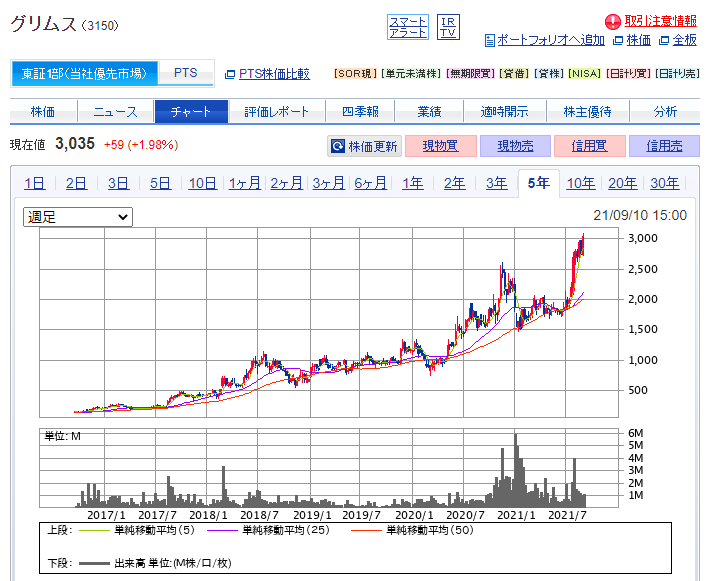 グリムス (3150)
スマート
アラート
IR
TV
取引注意情報
ポートフォリオへ追加 株価 全板
東証1部(当社優先市場) PTS PTS株価比較 [SOR現] [単元未満株] [無期限買] [貸借] [貸株] [NISA] [日計り買] [日計り売]
株価 ニュース チャート 評価レポート 四季報 業績 適時開示 株主優待 分析
現在値 3,035 +59 (+1.98%) 株価更新 現物買 現物売 信用買 信用売
1日 2日 3日 5日 10日 1ヶ月 2ヶ月 3ヶ月 6ヶ月 1年 2年 3年 5年 10年 20年 30年
週足 21/09/10 15:00
3,000
2,500
2,000
1,500
1,000
500
単位: M
6M
5M
4M
3M
2M
1M
2017/1 2017/7 2018/1 2018/7 2019/1 2019/7 2020/1 2020/7 2021/1 2021/7
上段: 単純移動平均(5) 単純移動平均(25) 単純移動平均(50)
下段: 出来高 単位:(M株/口/枚)